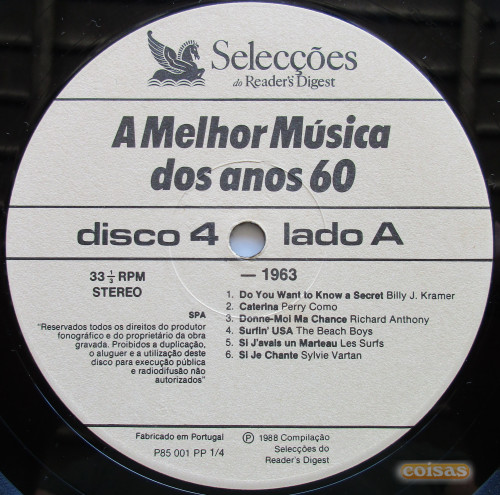 Selecções
do Reader's Digest
A Melhor Música
dos anos 60
disco 4 lado A
33 1/3 RPM
STEREO
SPA
"Reservados todos os direitos do produtor
fonográfico e do proprietário da obra
gravada. Proibidos a duplicação,
o aluguer e a utilização deste
disco para execução pública
e radiodifusão não
autorizados"
— 1963
1. Do You Want to Know a Secret Billy J. Kramer
2. Caterina Perry Como
3. Donne-Moi Ma Chance Richard Anthony
4. Surfin' USA The Beach Boys
5. Si J'avais un Marteau Les Surfs
6. Si Je Chante Sylvie Vartan
Fabricado em Portugal
P85 001 PP 1/4
Ⓟ 1988 Compilação
Selecções do
Reader's Digest
coisas